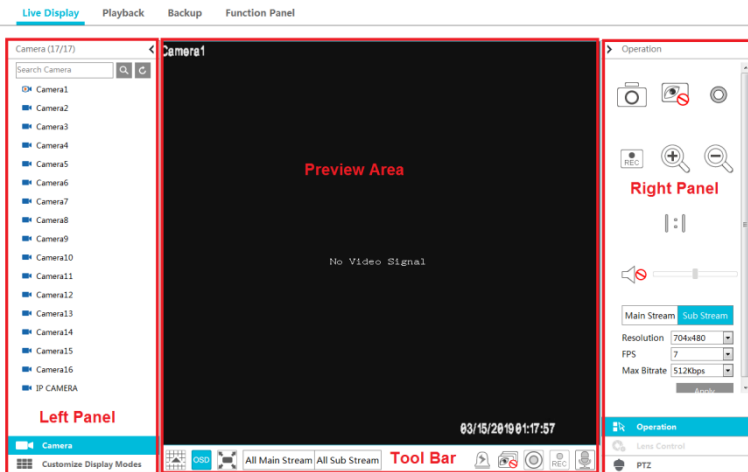 Live Display Playback Backup Function Panel
Camera (17/17)
Search Camera
Camera1
Camera2
Camera3
Camera4
Camera5
Camera6
Camera7
Camera8
Camera9
Camera10
Camera11
Camera12
Camera13
Camera14
Camera15
Camera16
IP CAMERA
Left Panel
Camera
Customize Display Modes
Camera1
Preview Area
No Video Signal
03/15/2019 01:17:57
OSD All Main Stream All Sub Stream Tool Bar REC
Operation
REC
Right Panel
1:1
Main Stream Sub Stream
Resolution 704x480
FPS 7
Max Bitrate 512Kbps
Apply
Operation
Lens Control
PTZ